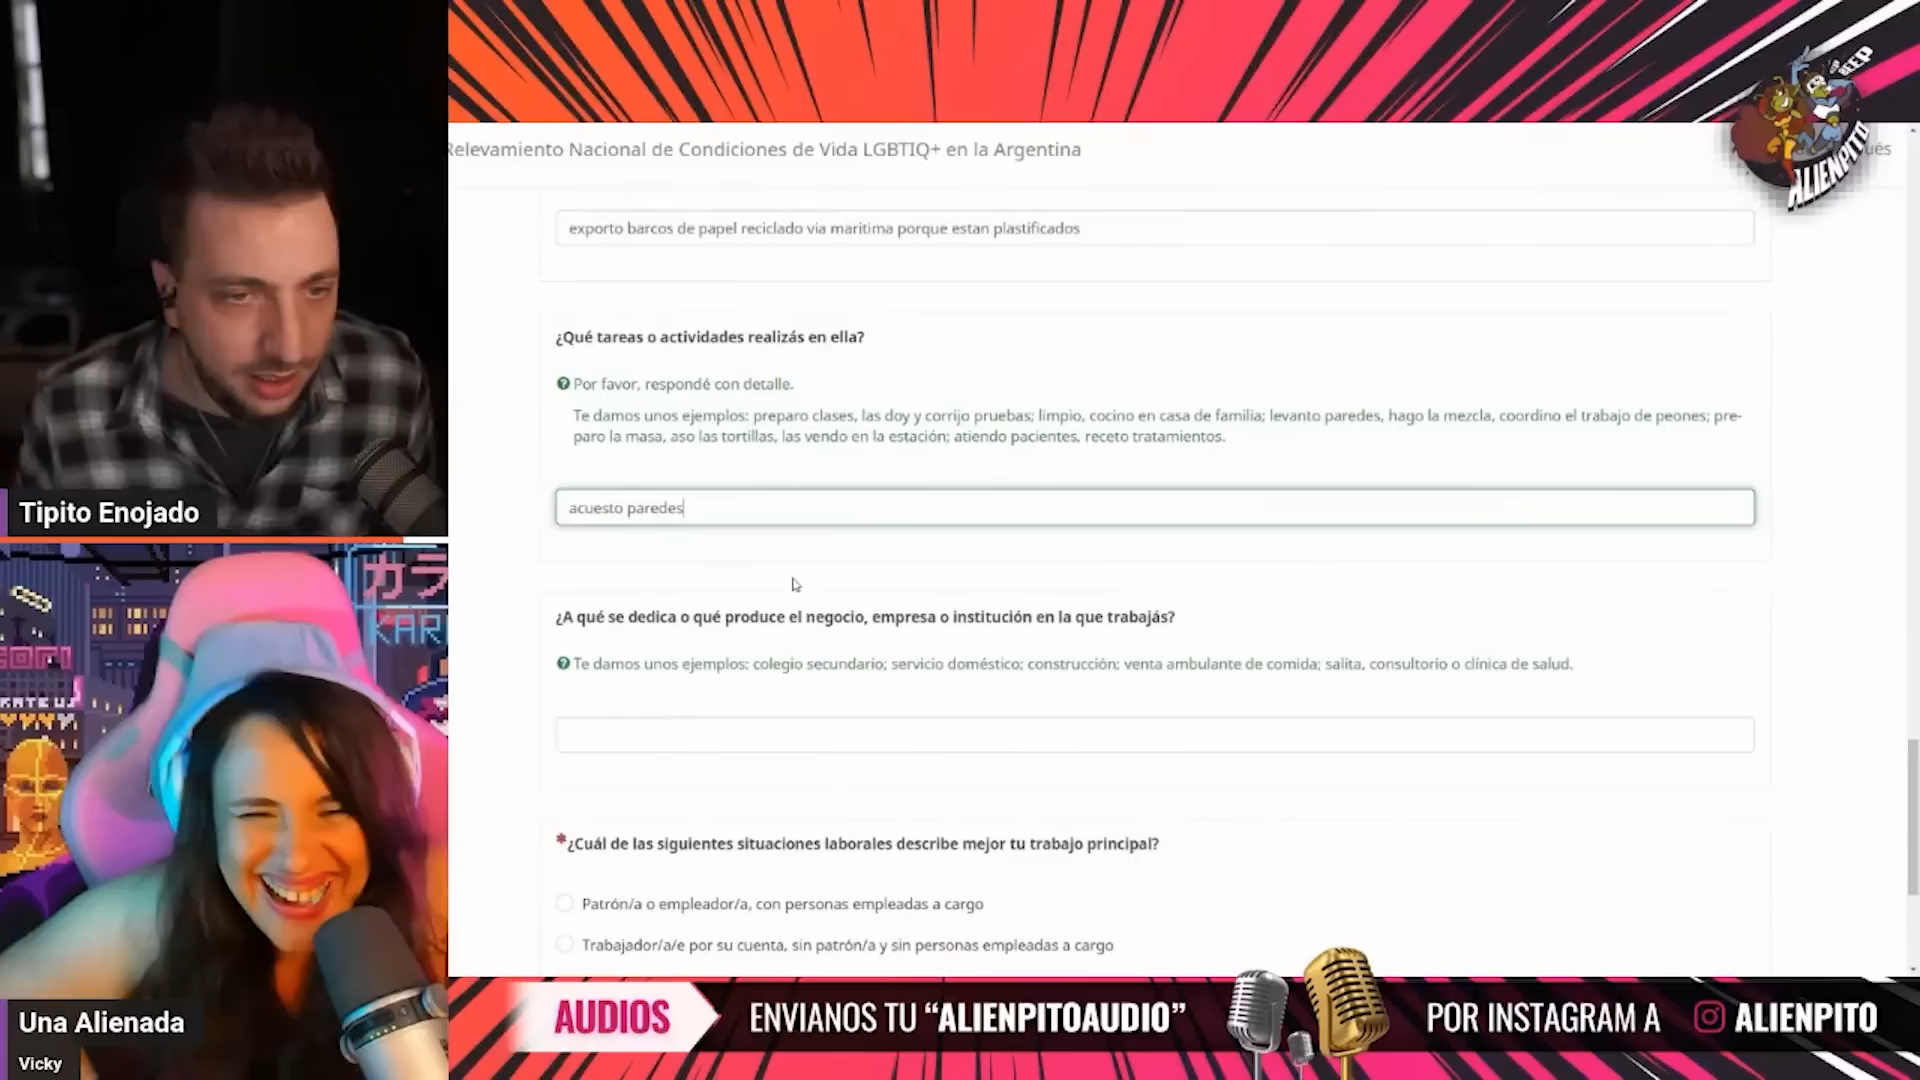 Relevamiento Nacional de Condiciones de Vida LGBTIQ+ en la Argentina
BEEP
ALIENPITO
exporto barcos de papel reciclado via maritima porque estan plastificados
¿Qué tareas o actividades realizás en ella?
Por favor, respondé con detalle.
Te damos unos ejemplos: preparo clases, las doy y corrijo pruebas; limpio, cocino en casa de familia; levanto paredes, hago la mezcla, coordino el trabajo de peones; pre-
paro la masa, aso las tortillas, las vendo en la estación; atiendo pacientes, receto tratamientos.
acuesto paredes
¿A qué se dedica o qué produce el negocio, empresa o institución en la que trabajás?
Te damos unos ejemplos: colegio secundario; servicio doméstico; construcción; venta ambulante de comida; salita, consultorio o clínica de salud.
*¿Cuál de las siguientes situaciones laborales describe mejor tu trabajo principal?
Patrón/a o empleador/a, con personas empleadas a cargo
Trabajador/a/e por su cuenta, sin patrón/a y sin personas empleadas a cargo
Tipito Enojado
カラ
KAR
Una Alienada
Vicky
AUDIOS
ENVIANOS TU “ALIENPITOAUDIO”
POR INSTAGRAM A
ALIENPITO